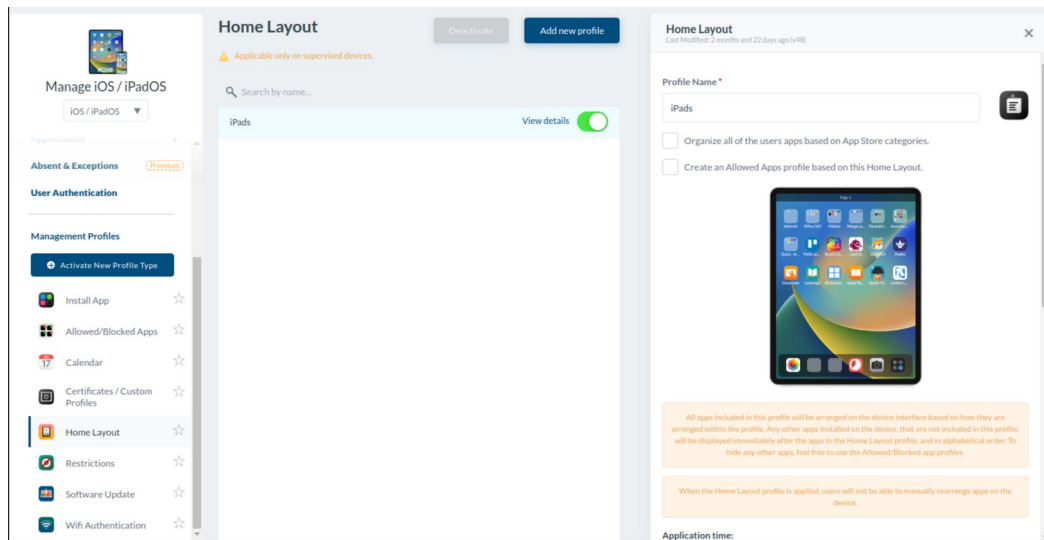 Manage iOS / iPadOS
iOS / iPadOS
Applications
Absent & Exceptions
(Premium)
User Authentication
Management Profiles
Activate New Profile Type
Install App
Allowed/Blocked Apps
17
Calendar
Certificates / Custom
Profiles
Home Layout
Restrictions
Software Update
Wifi Authentication
Home Layout
Deactivate
Add new profile
Applicable only on supervised devices.
Search by name...
iPads
View details
Home Layout
Last Modified: 2 months and 22 days ago (v48)
Profile Name *
iPads
Organize all of the users apps based on App Store categories.
Create an Allowed Apps profile based on this Home Layout.
Page 1
Internet
Padlet
All apps included in this profile will be arranged on the device interface based on how they are
arranged within the profile. Any other apps installed on the device, that are not included in this profile,
will be displayed immediately after the apps in the Home Layout profile, and in alphabetical order. To
hide any other apps, feel free to use the Allowed/Blocked app profiles.
When the Home Layout profile is applied, users will not be able to manually rearrange apps on the
device.
Application time: